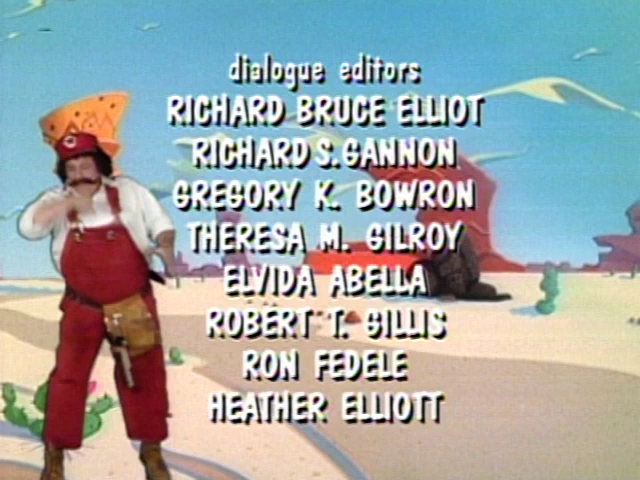 dialogue editors
RICHARD BRUCE ELLIOT
RICHARD S. GANNON
GREGORY K. BOWRON
THERESA M. GILROY
ELVIDA ABELLA
ROBERT T. GILLIS
RON FEDELE
HEATHER ELLIOTT